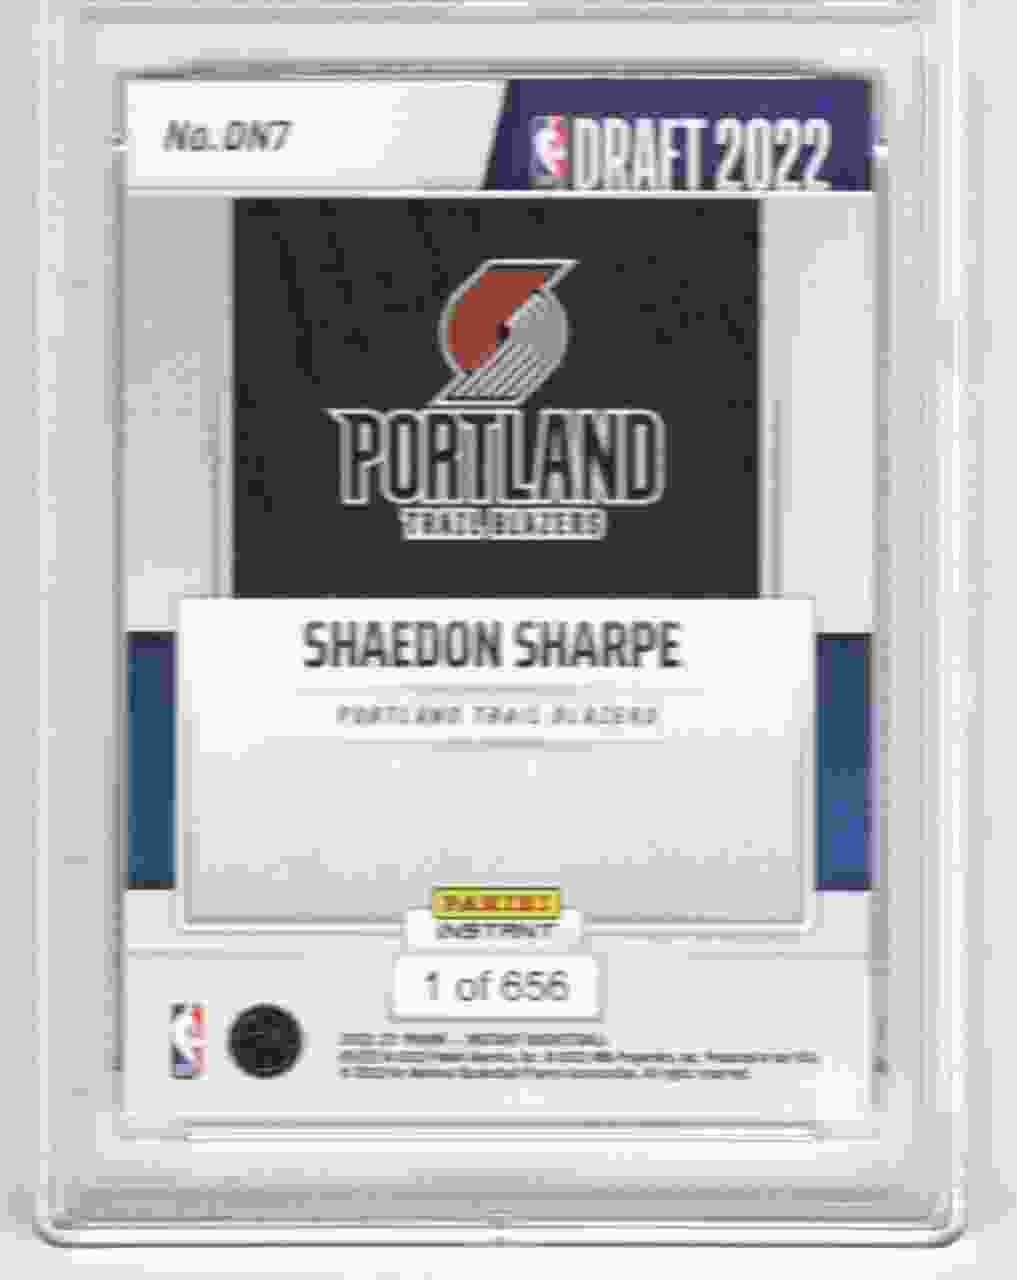 No. DN7
DRAFT 2022
PORTLAND
TRAIL BLAZERS
SHAEDON SHARPE
PORTLAND TRAIL BLAZERS
PANINI
INSTANT
1 of 656